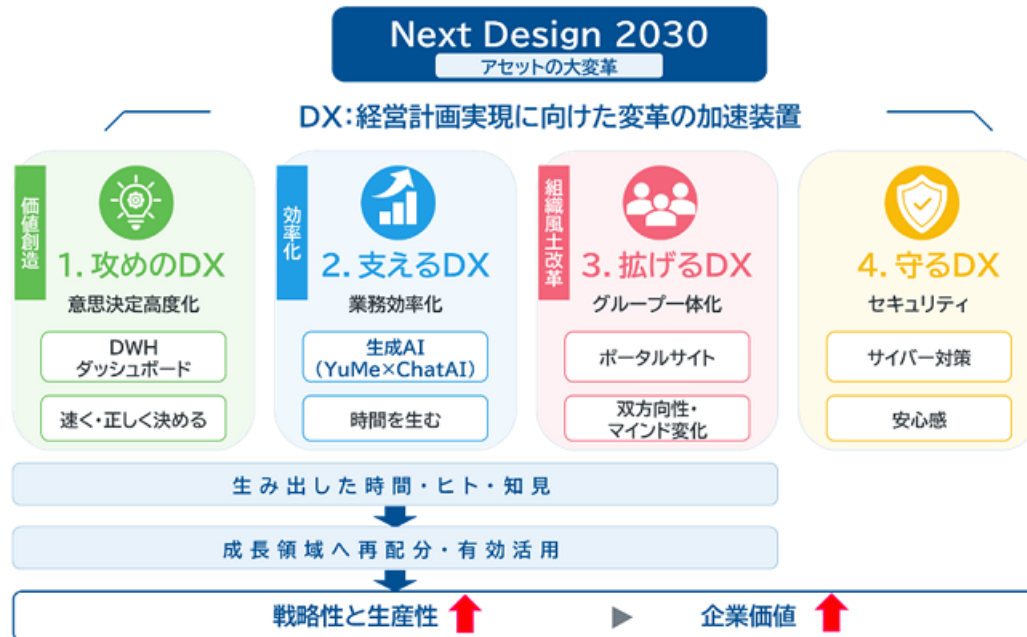 Next Design 2030
アセットの大変革
DX:経営計画実現に向けた変革の加速装置
価値創造
1. 攻めのDX
意思決定高度化
DWH
ダッシュボード
速く・正しく決める
効率化
2. 支えるDX
業務効率化
生成AI
(YuMe×ChatAI)
時間を生む
組織風土改革
3. 拡げるDX
グループ一体化
ポータルサイト
双方向性・
マインド変化
4. 守るDX
セキュリティ
サイバー対策
安心感
生み出した時間・ヒト・知見
成長領域へ再配分・有効活用
戦略性と生産性
企業価値